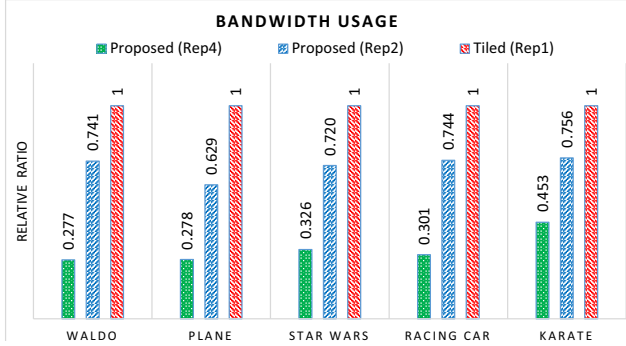 BANDWIDTH USAGE
Proposed (Rep4) Proposed (Rep2) Tiled (Rep1)
RELATIVE RATIO
0.277 0.741 1
0.278 0.629 1
0.326 0.720 1
0.301 0.744 1
0.453 0.756 1
WALDO PLANE STAR WARS RACING CAR KARATE